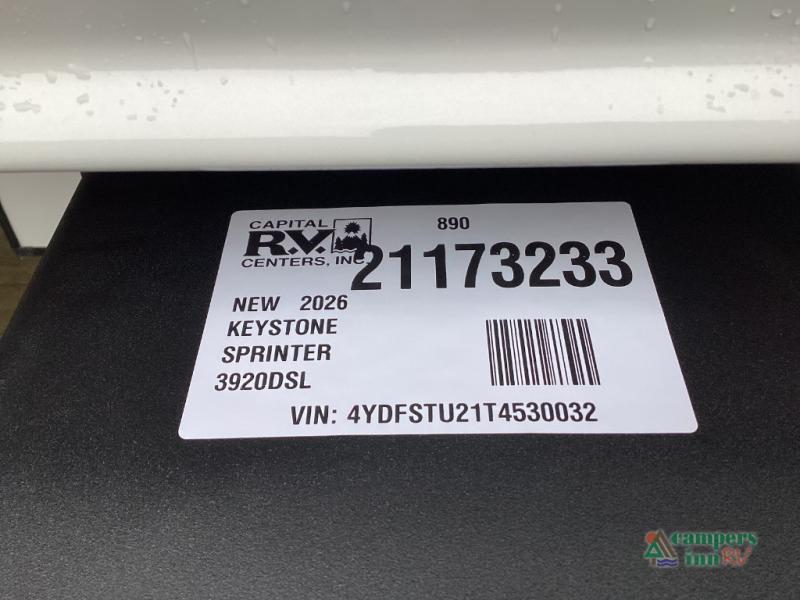 CAPITAL
R.V.
CENTERS, INC.
890
21173233
NEW 2026
KEYSTONE
SPRINTER
3920DSL
VIN: 4YDFSTU21T4530032
campers
inn RV